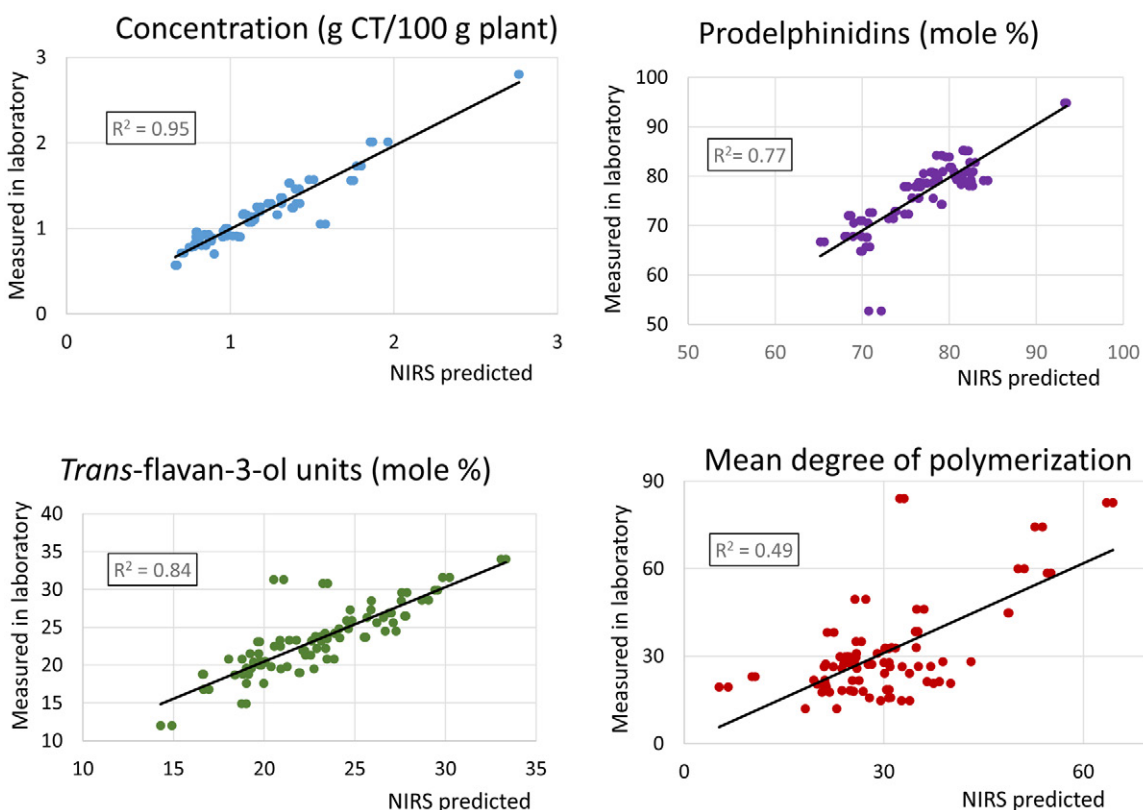 Concentration (g CT/100 g plant)
Measured in laboratory
3
2
1
0
R² = 0.95
0 1 2 3
NIRS predicted
Prodelphinidins (mole %)
Measured in laboratory
100
90
80
70
60
50
R²= 0.77
50 60 70 80 90 100
NIRS predicted
Trans-flavan-3-ol units (mole %)
Measured in laboratory
40
35
30
25
20
15
10
R² = 0.84
10 15 20 25 30 35
NIRS predicted
Mean degree of polymerization
Measured in laboratory
90
60
30
0
R² = 0.49
0 30 60
NIRS predicted